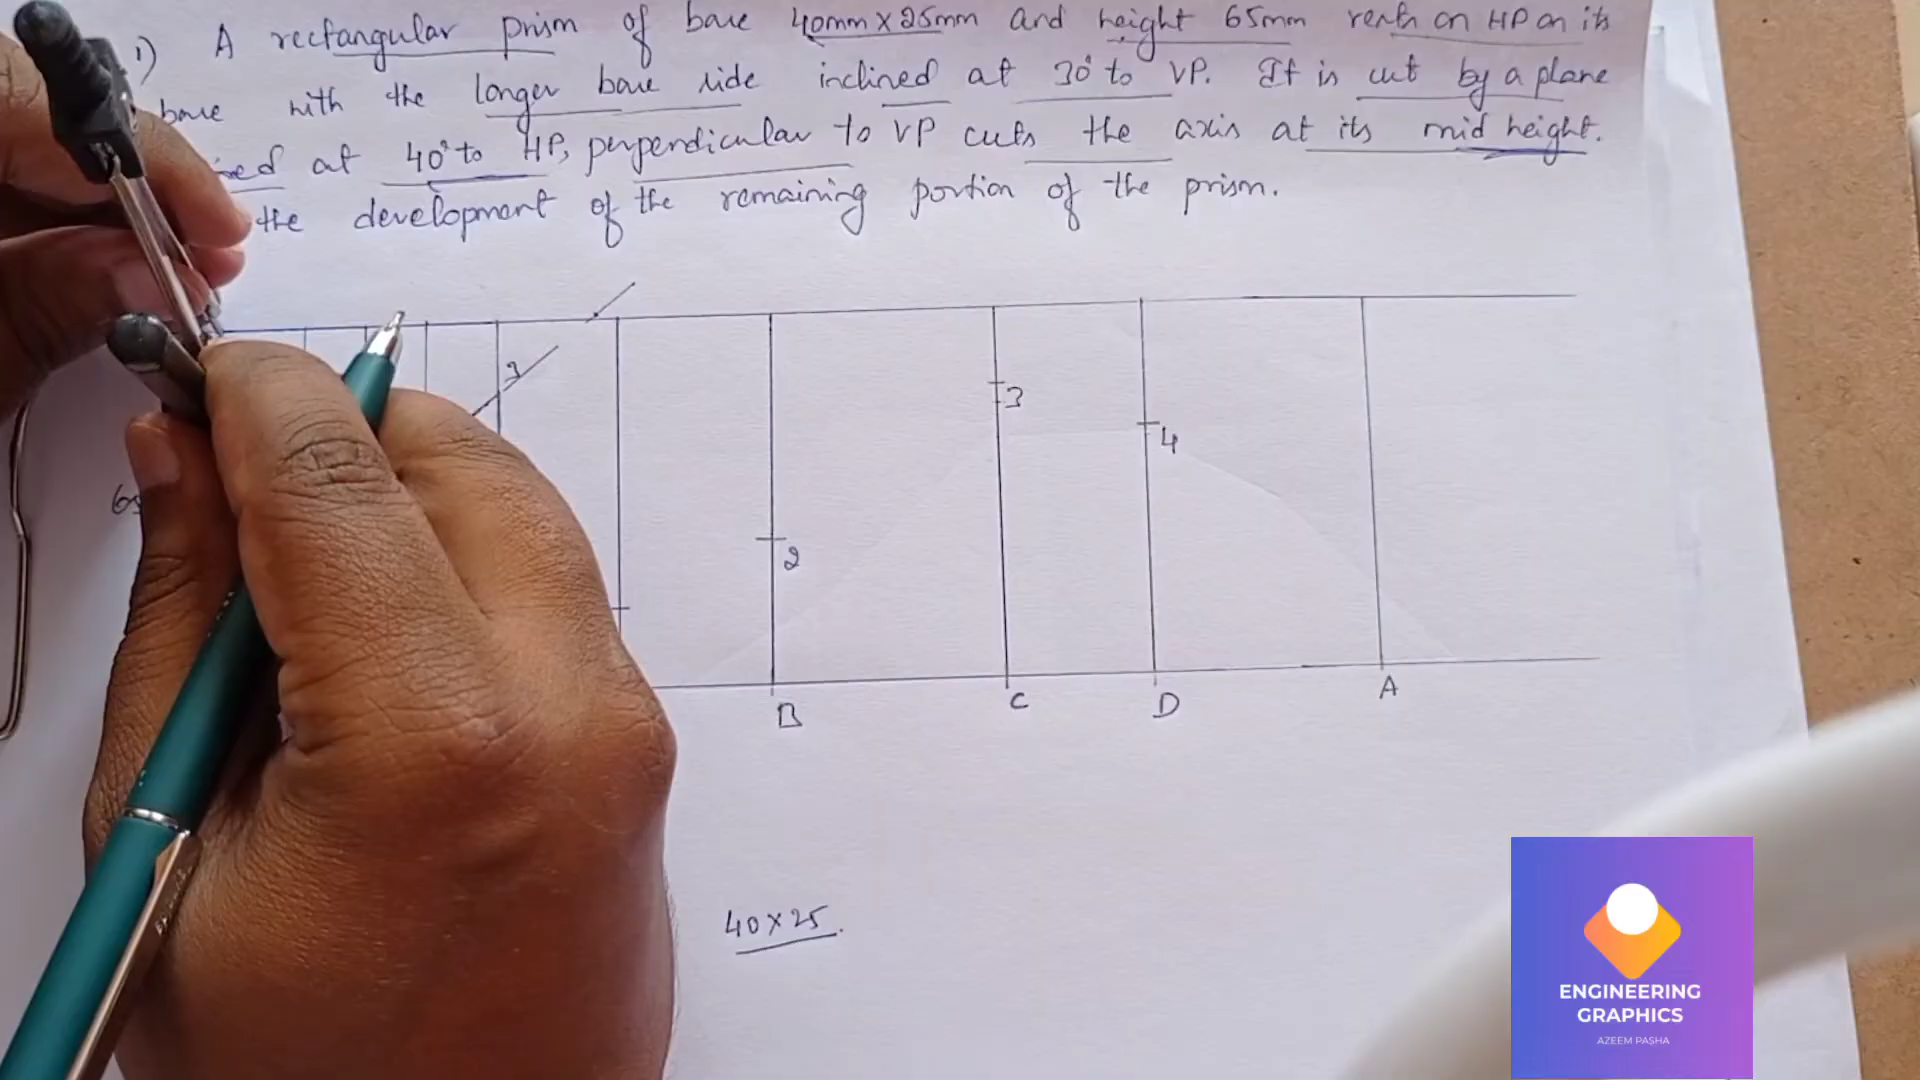 1) A rectangular prism of base 40mm x 25mm and height 65mm rests on HP on its
base with the longer base side inclined at 30° to VP. It is cut by a plane
at 40° to HP, perpendicular to VP cuts the axis at its mid height.
the development of the remaining portion of the prism.
3
3
4
2
B
C
D
A
40 x 25.
ENGINEERING
GRAPHICS
AZEEM PASHA